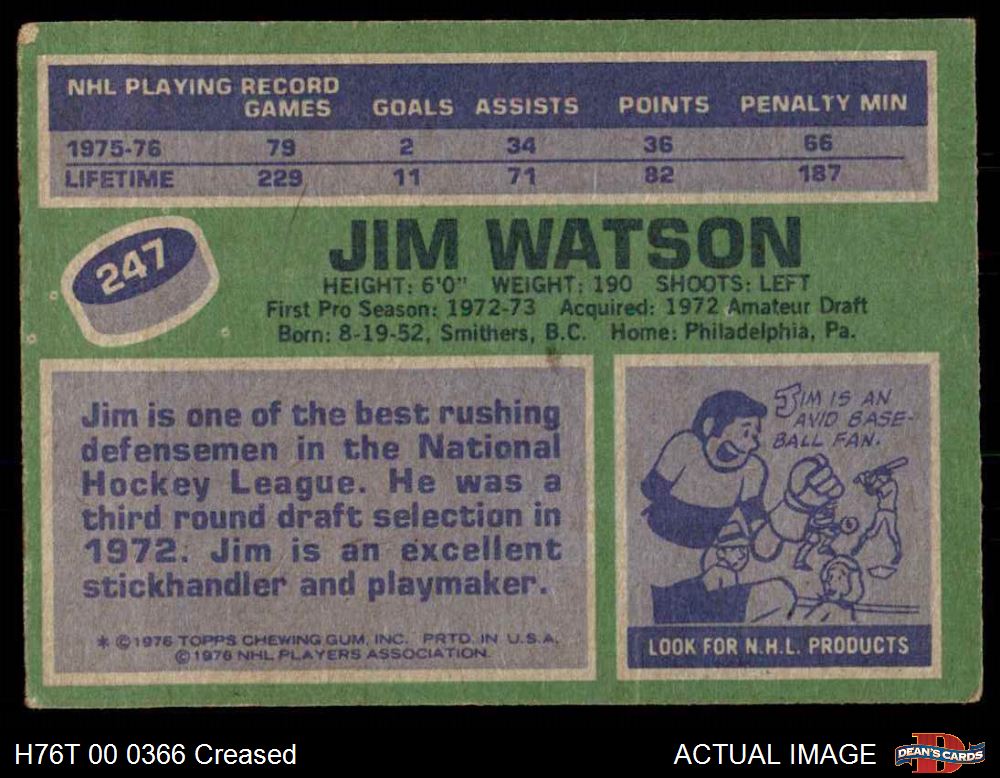 NHL PLAYING RECORD
GAMES GOALS ASSISTS POINTS PENALTY MIN
1975-76 79 2 34 36 66
LIFETIME 229 11 71 82 187
247
JIM WATSON
HEIGHT: 6'0" WEIGHT: 190 SHOOTS: LEFT
First Pro Season: 1972-73 Acquired: 1972 Amateur Draft
Born: 8-19-52, Smithers, B.C. Home: Philadelphia, Pa.
Jim is one of the best rushing
defensemen in the National
Hockey League. He was a
third round draft selection in
1972. Jim is an excellent
stickhandler and playmaker.
* © 1976 TOPPS CHEWING GUM, INC. PRTD. IN U.S.A.
© 1976 NHL PLAYERS ASSOCIATION.
JIM IS AN
AVID BASE-
BALL FAN.
LOOK FOR N.H.L. PRODUCTS
H76T 00 0366 Creased
ACTUAL IMAGE
D
DEAN'S CARDS